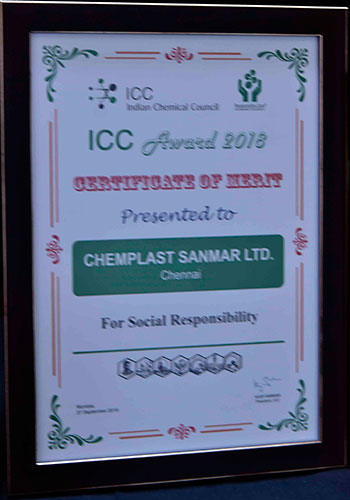 ICC
Indian Chemical Council
ICC Award 2018
CERTIFICATE OF MERIT
Presented to
CHEMPLAST SANMAR LTD.
Chennai
For Social Responsibility
Mumbai,